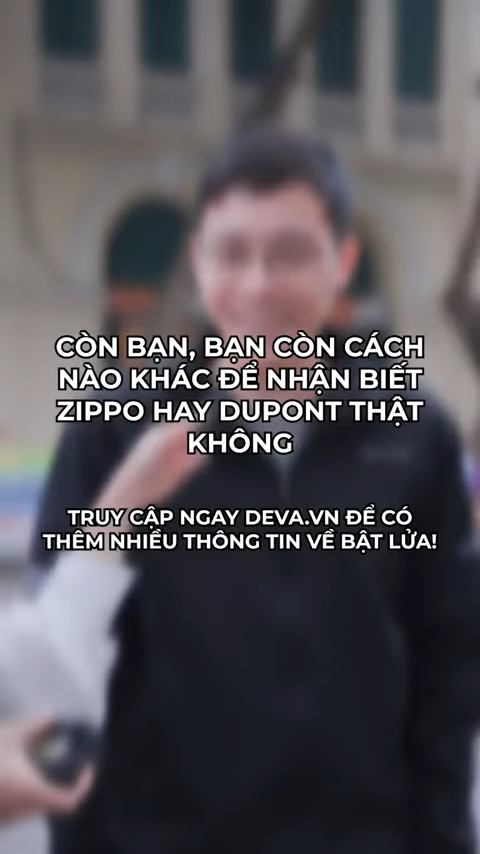 CÒN BẠN, BẠN CÒN CÁCH
NÀO KHÁC ĐỂ NHẬN BIẾT
ZIPPO HAY DUPONT THẬT
KHÔNG
TRUY CẬP NGAY DEVA.VN ĐỂ CÓ
THÊM NHIỀU THÔNG TIN VỀ BẬT LỬA!